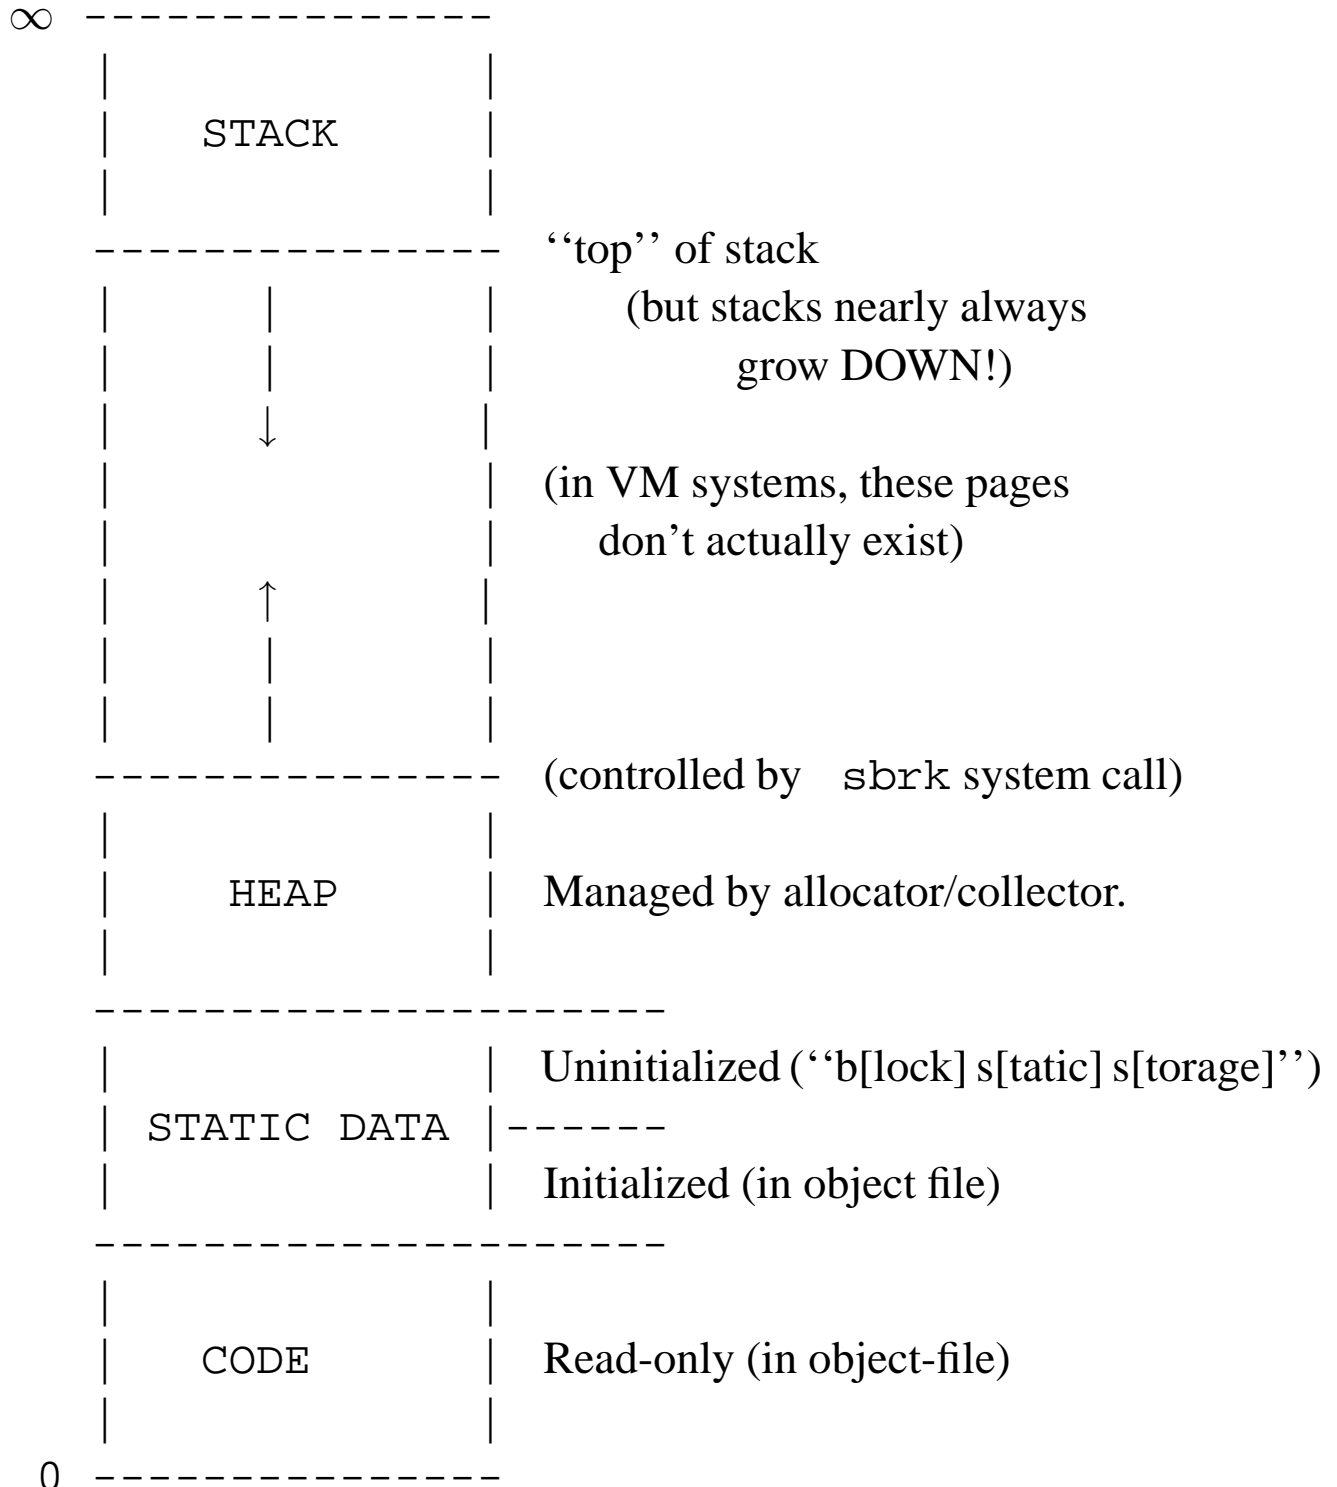 ∞
STACK
‘‘top’’ of stack
(but stacks nearly always
grow DOWN!)
(in VM systems, these pages
don’t actually exist)
(controlled by sbrk system call)
HEAP Managed by allocator/collector.
Uninitialized (‘‘b[lock] s[tatic] s[torage]’’)
STATIC DATA
Initialized (in object file)
CODE Read-only (in object-file)
0